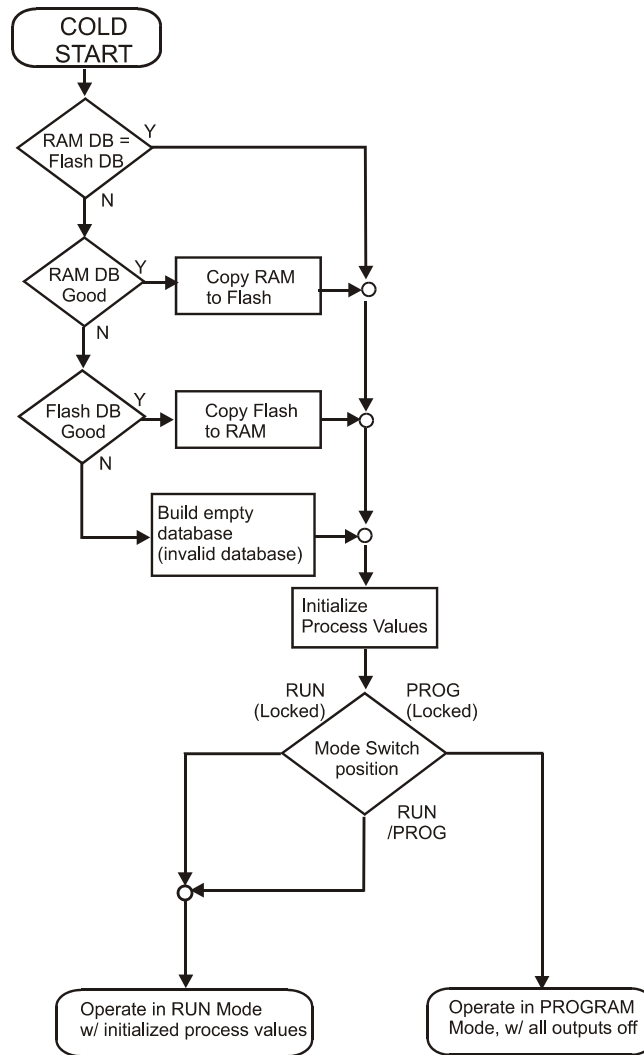 COLD
START
RAM DB =
Flash DB
Y
N
RAM DB
Good
Y
Copy RAM
to Flash
N
Flash DB
Good
Y
Copy Flash
to RAM
N
Build empty
database
(invalid database)
Initialize
Process Values
RUN
(Locked)
PROG
(Locked)
Mode Switch
position
RUN
/PROG
Operate in RUN Mode
w/ initialized process values
Operate in PROGRAM
Mode, w/ all outputs off